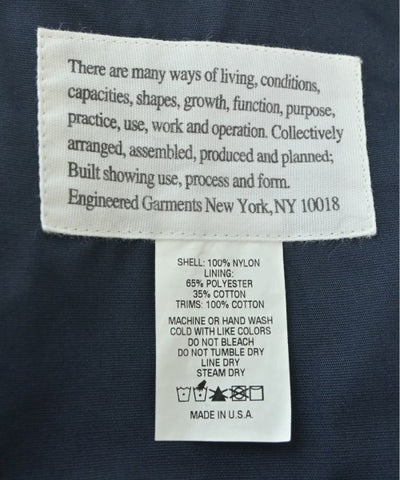 There are many ways of living, conditions,
capacities, shapes, growth, function, purpose,
practice, use, work and operation. Collectively
arranged, assembled, produced and planned;
Built showing use, process and form.
Engineered Garments New York, NY 10018
SHELL: 100% NYLON
LINING:
65% POLYESTER
35% COTTON
TRIMS: 100% COTTON
MACHINE OR HAND WASH
COLD WITH LIKE COLORS
DO NOT BLEACH
DO NOT TUMBLE DRY
LINE DRY
STEAM DRY
MADE IN U.S.A.